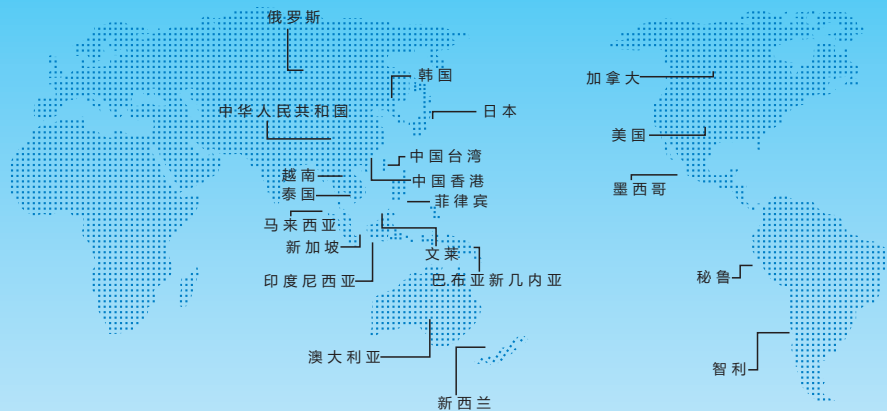 俄罗斯
韩国
加拿大
中华人民共和国
日本
美国
中国台湾
越南
中国香港
泰国
菲律宾
墨西哥
马来西亚
新加坡
文莱
印度尼西亚
巴布亚新几内亚
秘鲁
澳大利亚
智利
新西兰